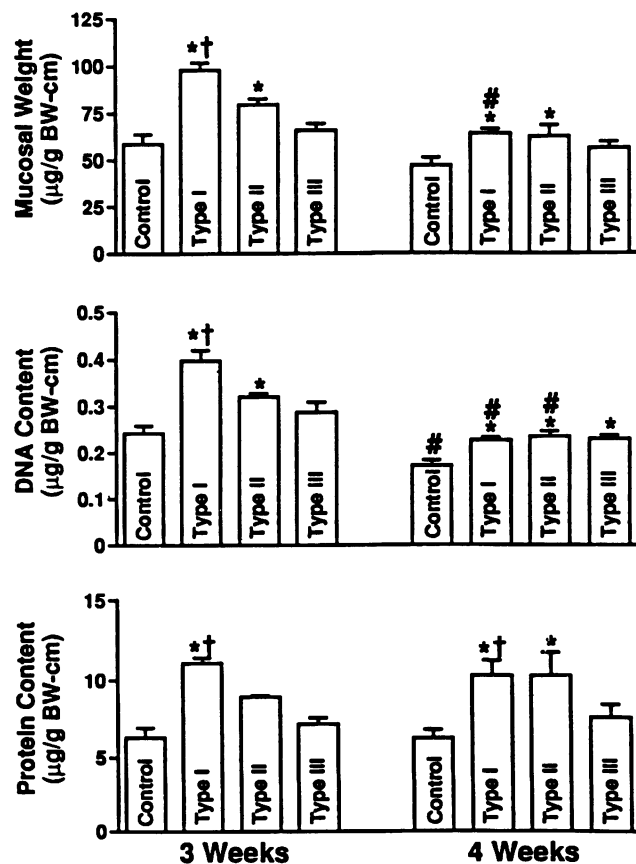 Mucosal Weight
(µg/g BW-cm)
125
100
75
50
25
0
Control
*†
Type I
*
Type II
Type III
Control
#
*
Type I
*
Type II
Type III
DNA Content
(µg/g BW-cm)
0.5
0.4
0.3
0.2
0.1
0
Control
*†
Type I
*
Type II
Type III
#
Control
#
*
Type I
#
*
Type II
*
Type III
Protein Content
(µg/g BW-cm)
15
10
5
0
Control
*†
Type I
Type II
Type III
Control
*†
Type I
*
Type II
Type III
3 Weeks
4 Weeks